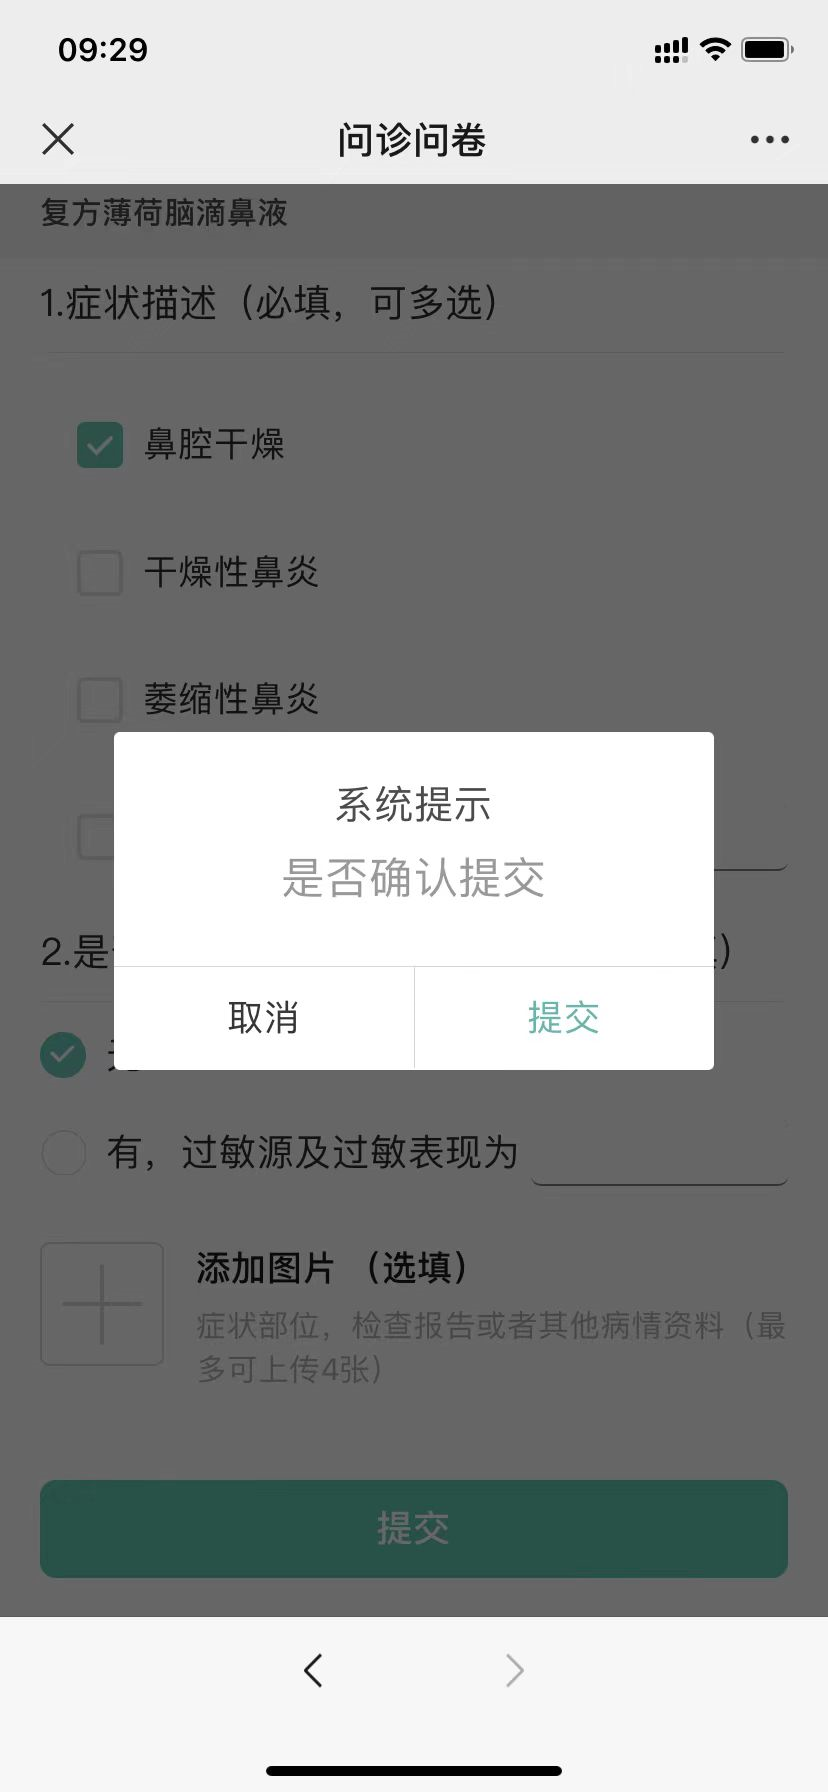 09:29
问诊问卷
复方薄荷脑滴鼻液
1.症状描述（必填，可多选）
鼻腔干燥
干燥性鼻炎
萎缩性鼻炎
系统提示
是否确认提交
2.是
）
取消
提交
有，过敏源及过敏表现为
添加图片 （选填）
症状部位，检查报告或者其他病情资料（最
多可上传4张）
提交